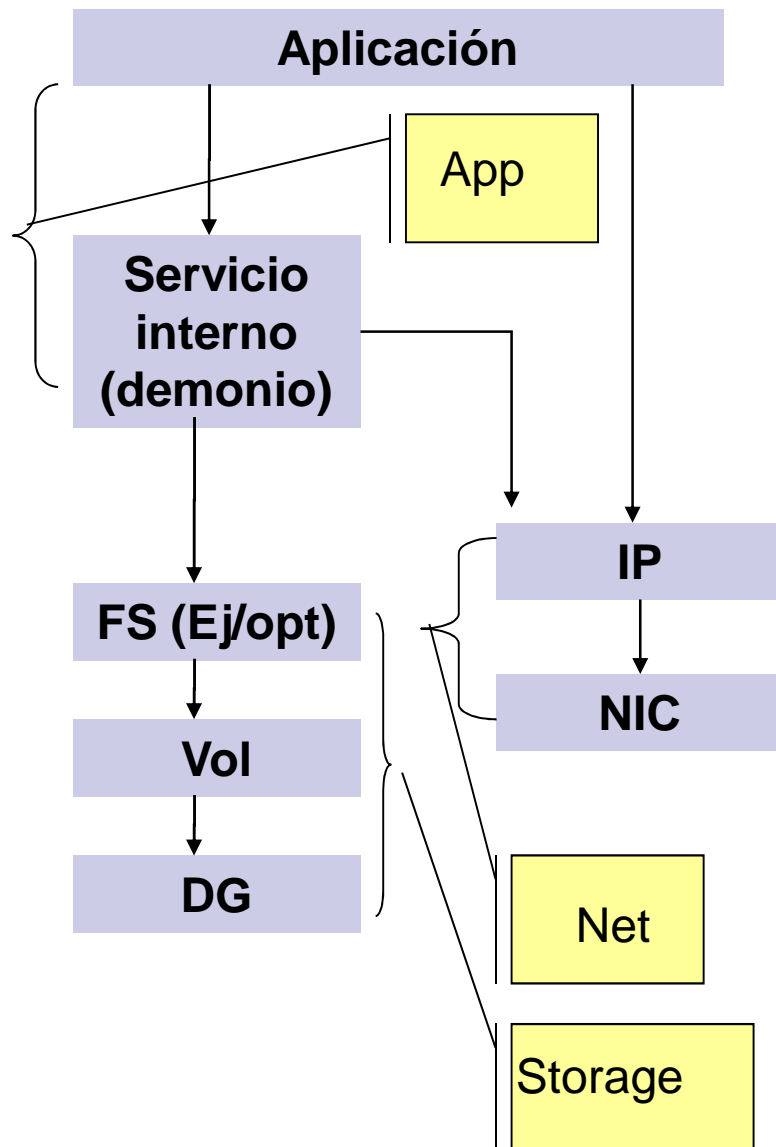 Aplicación
App
Servicio
interno
(demonio)
IP
FS (Ej/opt)
NIC
Vol
DG
Net
Storage